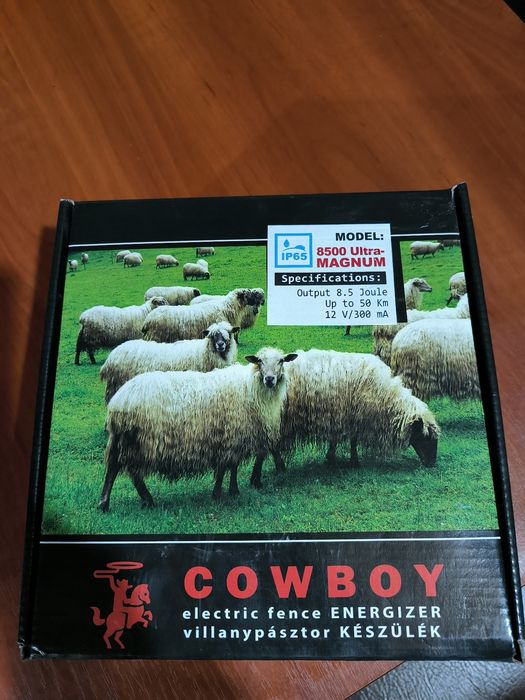 MODEL:
IP65
8500 Ultra-
MAGNUM
Specifications:
Output 8.5 Joule
Up to 50 Km
12 V/300 mA
COWBOY
electric fence ENERGIZER
villanypásztor KÉSZÜLÉK